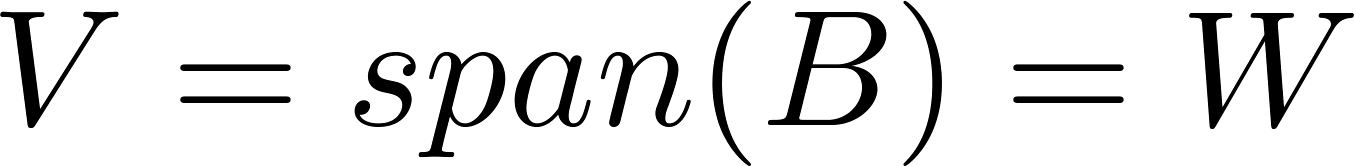 V = span(B) = W